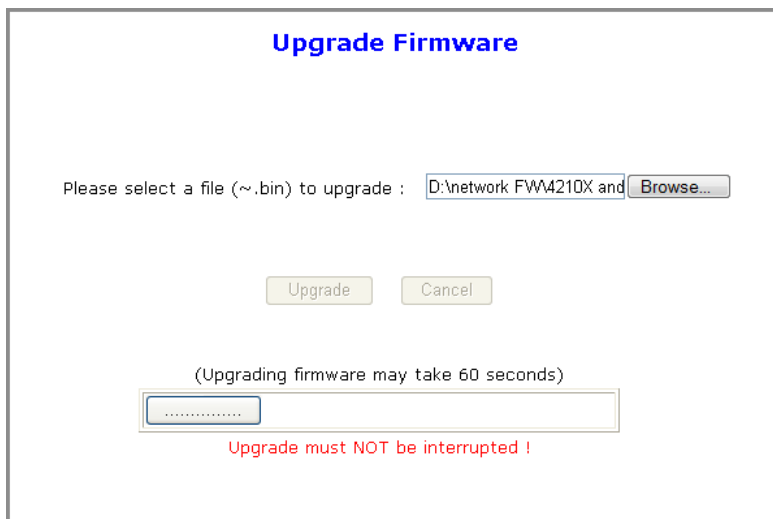 Upgrade Firmware
Please select a file (~.bin) to upgrade : D:\network FW\4210X and Browse...
Upgrade Cancel
(Upgrading firmware may take 60 seconds)
...............
Upgrade must NOT be interrupted !